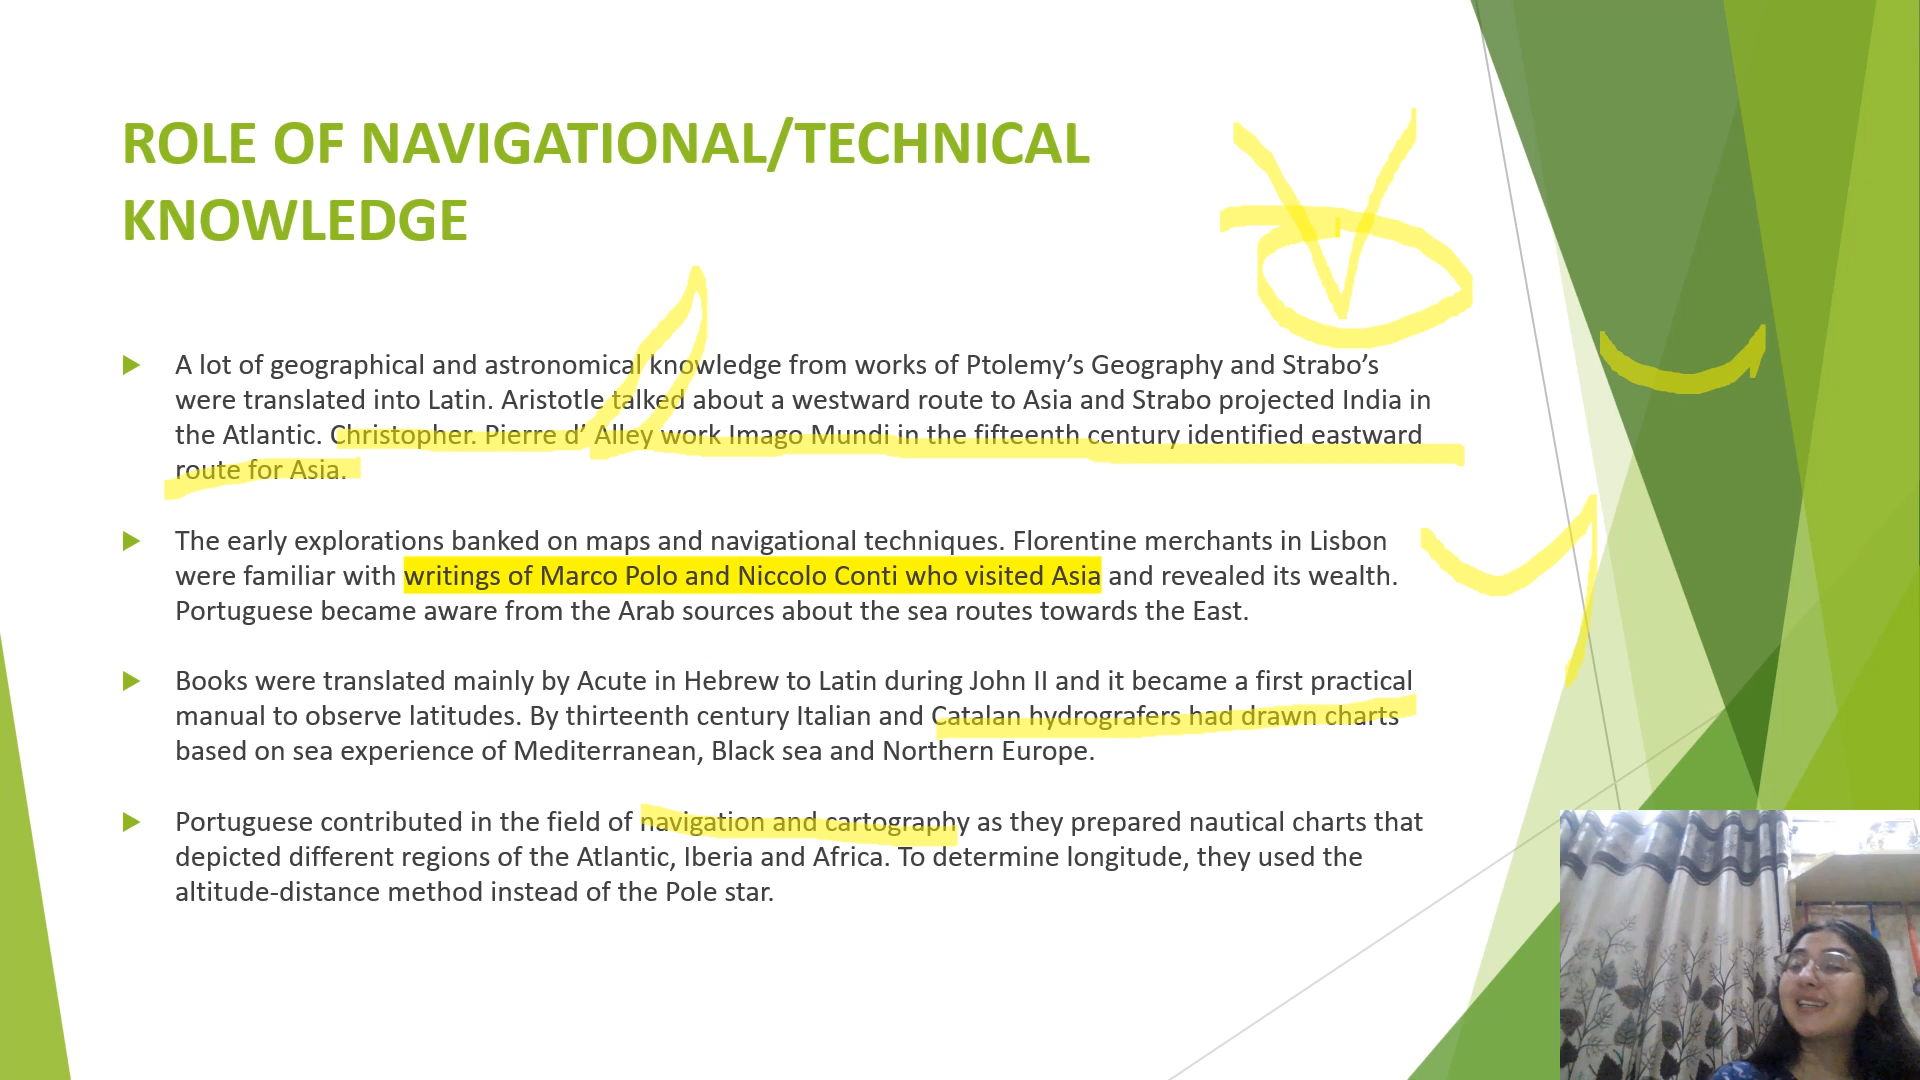 ROLE OF NAVIGATIONAL/TECHNICAL
KNOWLEDGE
A lot of geographical and astronomical knowledge from works of Ptolemy’s Geography and Strabo’s
were translated into Latin. Aristotle talked about a westward route to Asia and Strabo projected India in
the Atlantic. Christopher. Pierre d’ Alley work Imago Mundi in the fifteenth century identified eastward
route for Asia.
The early explorations banked on maps and navigational techniques. Florentine merchants in Lisbon
were familiar with writings of Marco Polo and Niccolo Conti who visited Asia and revealed its wealth.
Portuguese became aware from the Arab sources about the sea routes towards the East.
Books were translated mainly by Acute in Hebrew to Latin during John II and it became a first practical
manual to observe latitudes. By thirteenth century Italian and Catalan hydrografers had drawn charts
based on sea experience of Mediterranean, Black sea and Northern Europe.
Portuguese contributed in the field of navigation and cartography as they prepared nautical charts that
depicted different regions of the Atlantic, Iberia and Africa. To determine longitude, they used the
altitude-distance method instead of the Pole star.